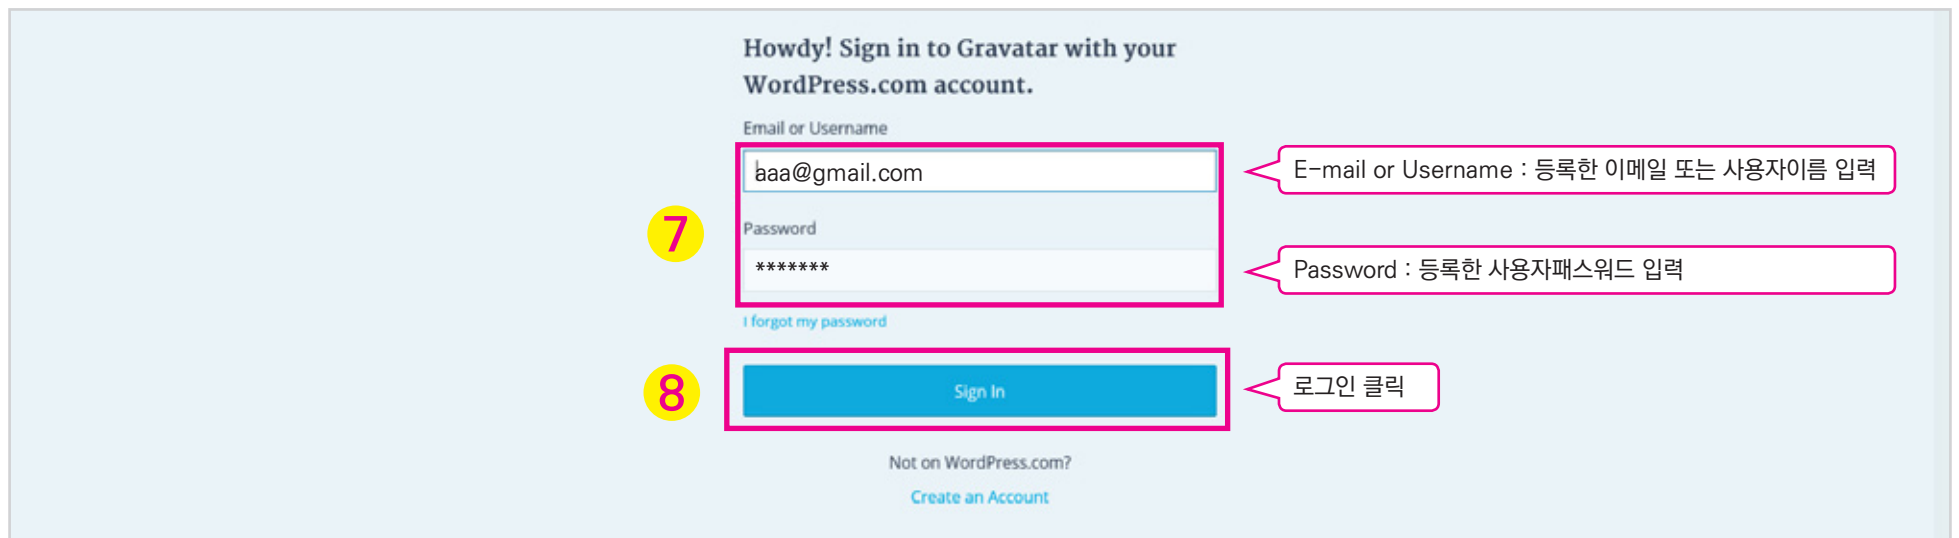 Howdy! Sign in to Gravatar with your
WordPress.com account.
Email or Username
aaa@gmail.com
E-mail or Username : 등록한 이메일 또는 사용자이름 입력
7
Password
*******
Password : 등록한 사용자패스워드 입력
I forgot my password
8
Sign In
로그인 클릭
Not on WordPress.com?
Create an Account